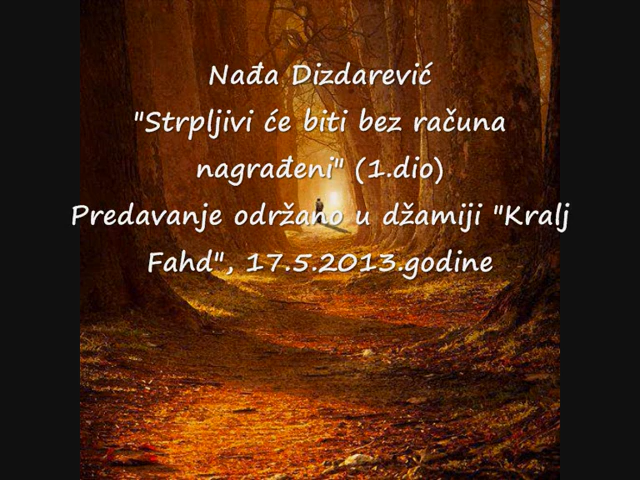 Nađa Dizdarević
"Strpljivi će biti bez računa
nagrađeni" (1.dio)
Predavanje održano u džamiji "Kralj
Fahd", 17.5.2013.godine